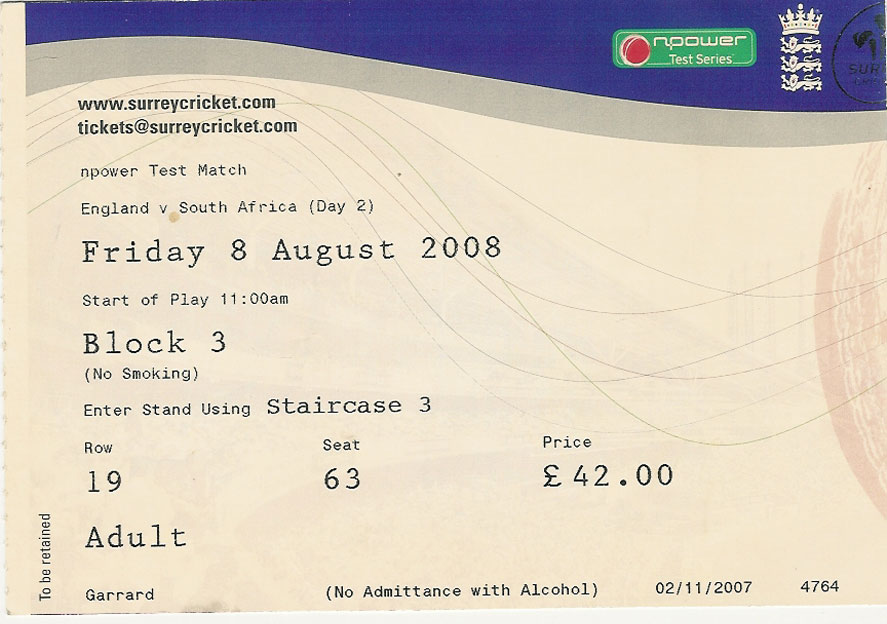 npower
Test Series
SUR
www.surreycricket.com
tickets@surreycricket.com
npower Test Match
England v South Africa (Day 2)
Friday 8 August 2008
Start of Play 11:00am
Block 3
(No Smoking)
Enter Stand Using Staircase 3
Row Seat Price
19 63 £42.00
Adult
To be retained
Garrard (No Admittance with Alcohol) 02/11/2007 4764